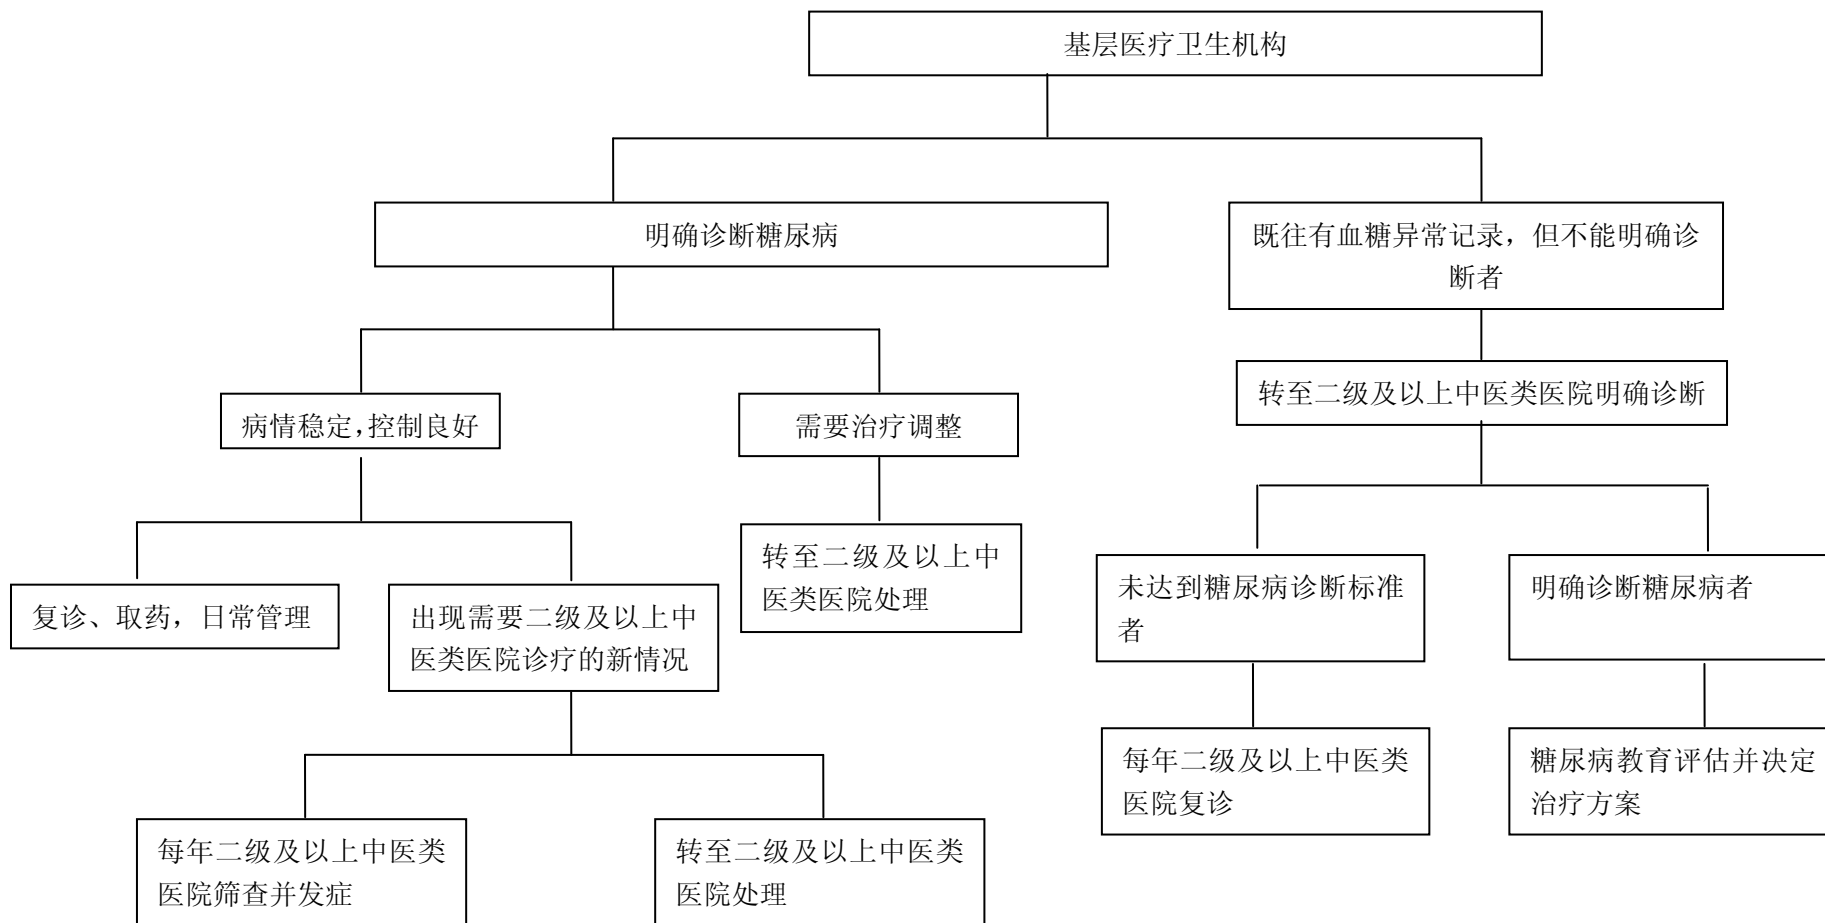 基层医疗卫生机构
明确诊断糖尿病
既往有血糖异常记录，但不能明确诊
断者
转至二级及以上中医类医院明确诊断
病情稳定，控制良好
需要治疗调整
转至二级及以上中
医类医院处理
未达到糖尿病诊断标准
者
明确诊断糖尿病者
复诊、取药，日常管理
出现需要二级及以上中
医类医院诊疗的新情况
每年二级及以上中医类
医院复诊
糖尿病教育评估并决定
治疗方案
每年二级及以上中医类
医院筛查并发症
转至二级及以上中医类
医院处理